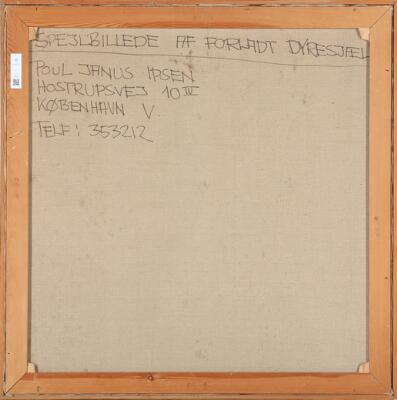 SPEJLBILLEDE AF FORLADT DYRESJÆL
POUL JANUS IPSEN
HOSTRUPSVEJ 10 IV
KØBENHAVN V.
TELF: 353212